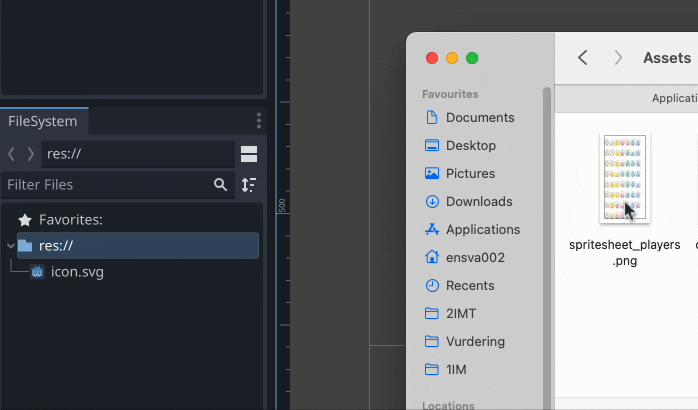 FileSystem
res://
Filter Files
Favorites:
res://
icon.svg
500
Favourites
Documents
Desktop
Pictures
Downloads
Applications
ensva002
Recents
2IMT
Vurdering
1IM
Locations
Assets
Applicati
spritesheet_players
.png